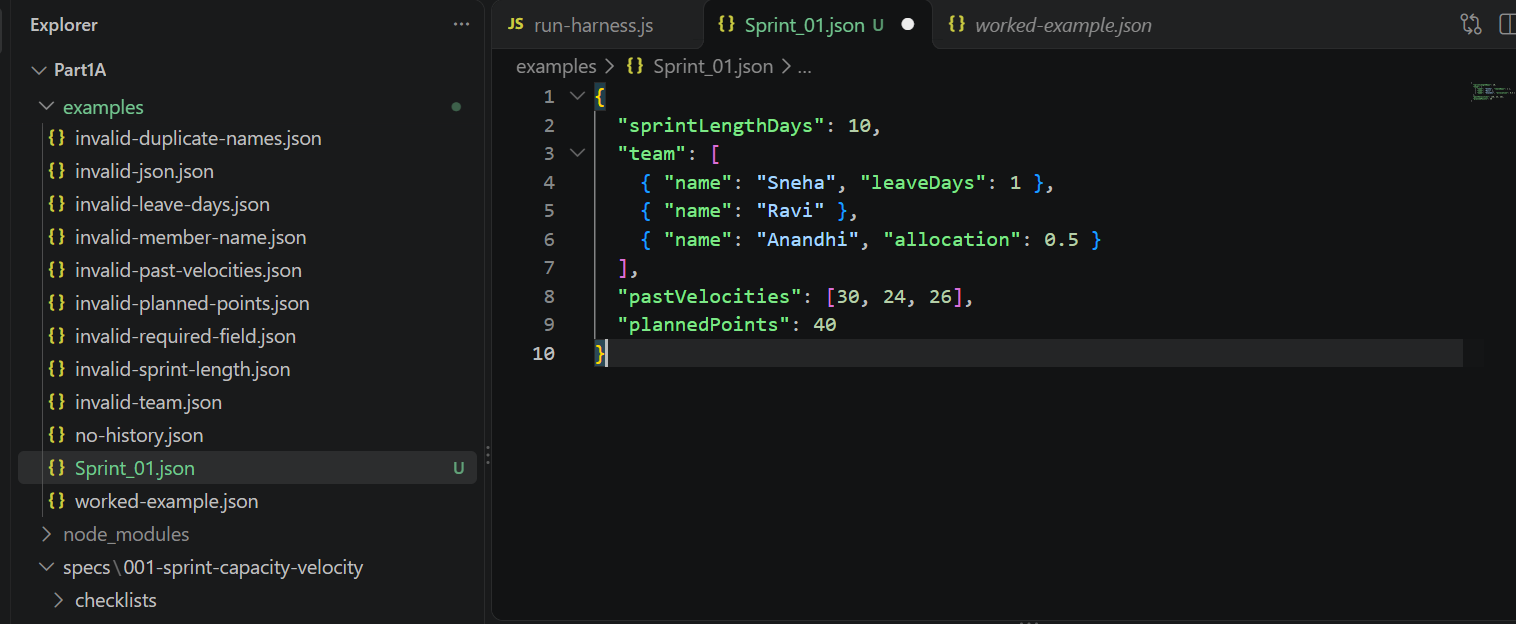 Explorer
Part1A
examples
{} invalid-duplicate-names.json
{} invalid-json.json
{} invalid-leave-days.json
{} invalid-member-name.json
{} invalid-past-velocities.json
{} invalid-planned-points.json
{} invalid-required-field.json
{} invalid-sprint-length.json
{} invalid-team.json
{} no-history.json
{} Sprint_01.json U
{} worked-example.json
node_modules
specs\001-sprint-capacity-velocity
checklists
JS run-harness.js {} Sprint_01.json U {} worked-example.json
examples > {} Sprint_01.json > ...
1 {
2 "sprintLengthDays": 10,
3 "team": [
4 { "name": "Sneha", "leaveDays": 1 },
5 { "name": "Ravi" },
6 { "name": "Anandhi", "allocation": 0.5 }
7 ],
8 "pastVelocities": [30, 24, 26],
9 "plannedPoints": 40
10 }